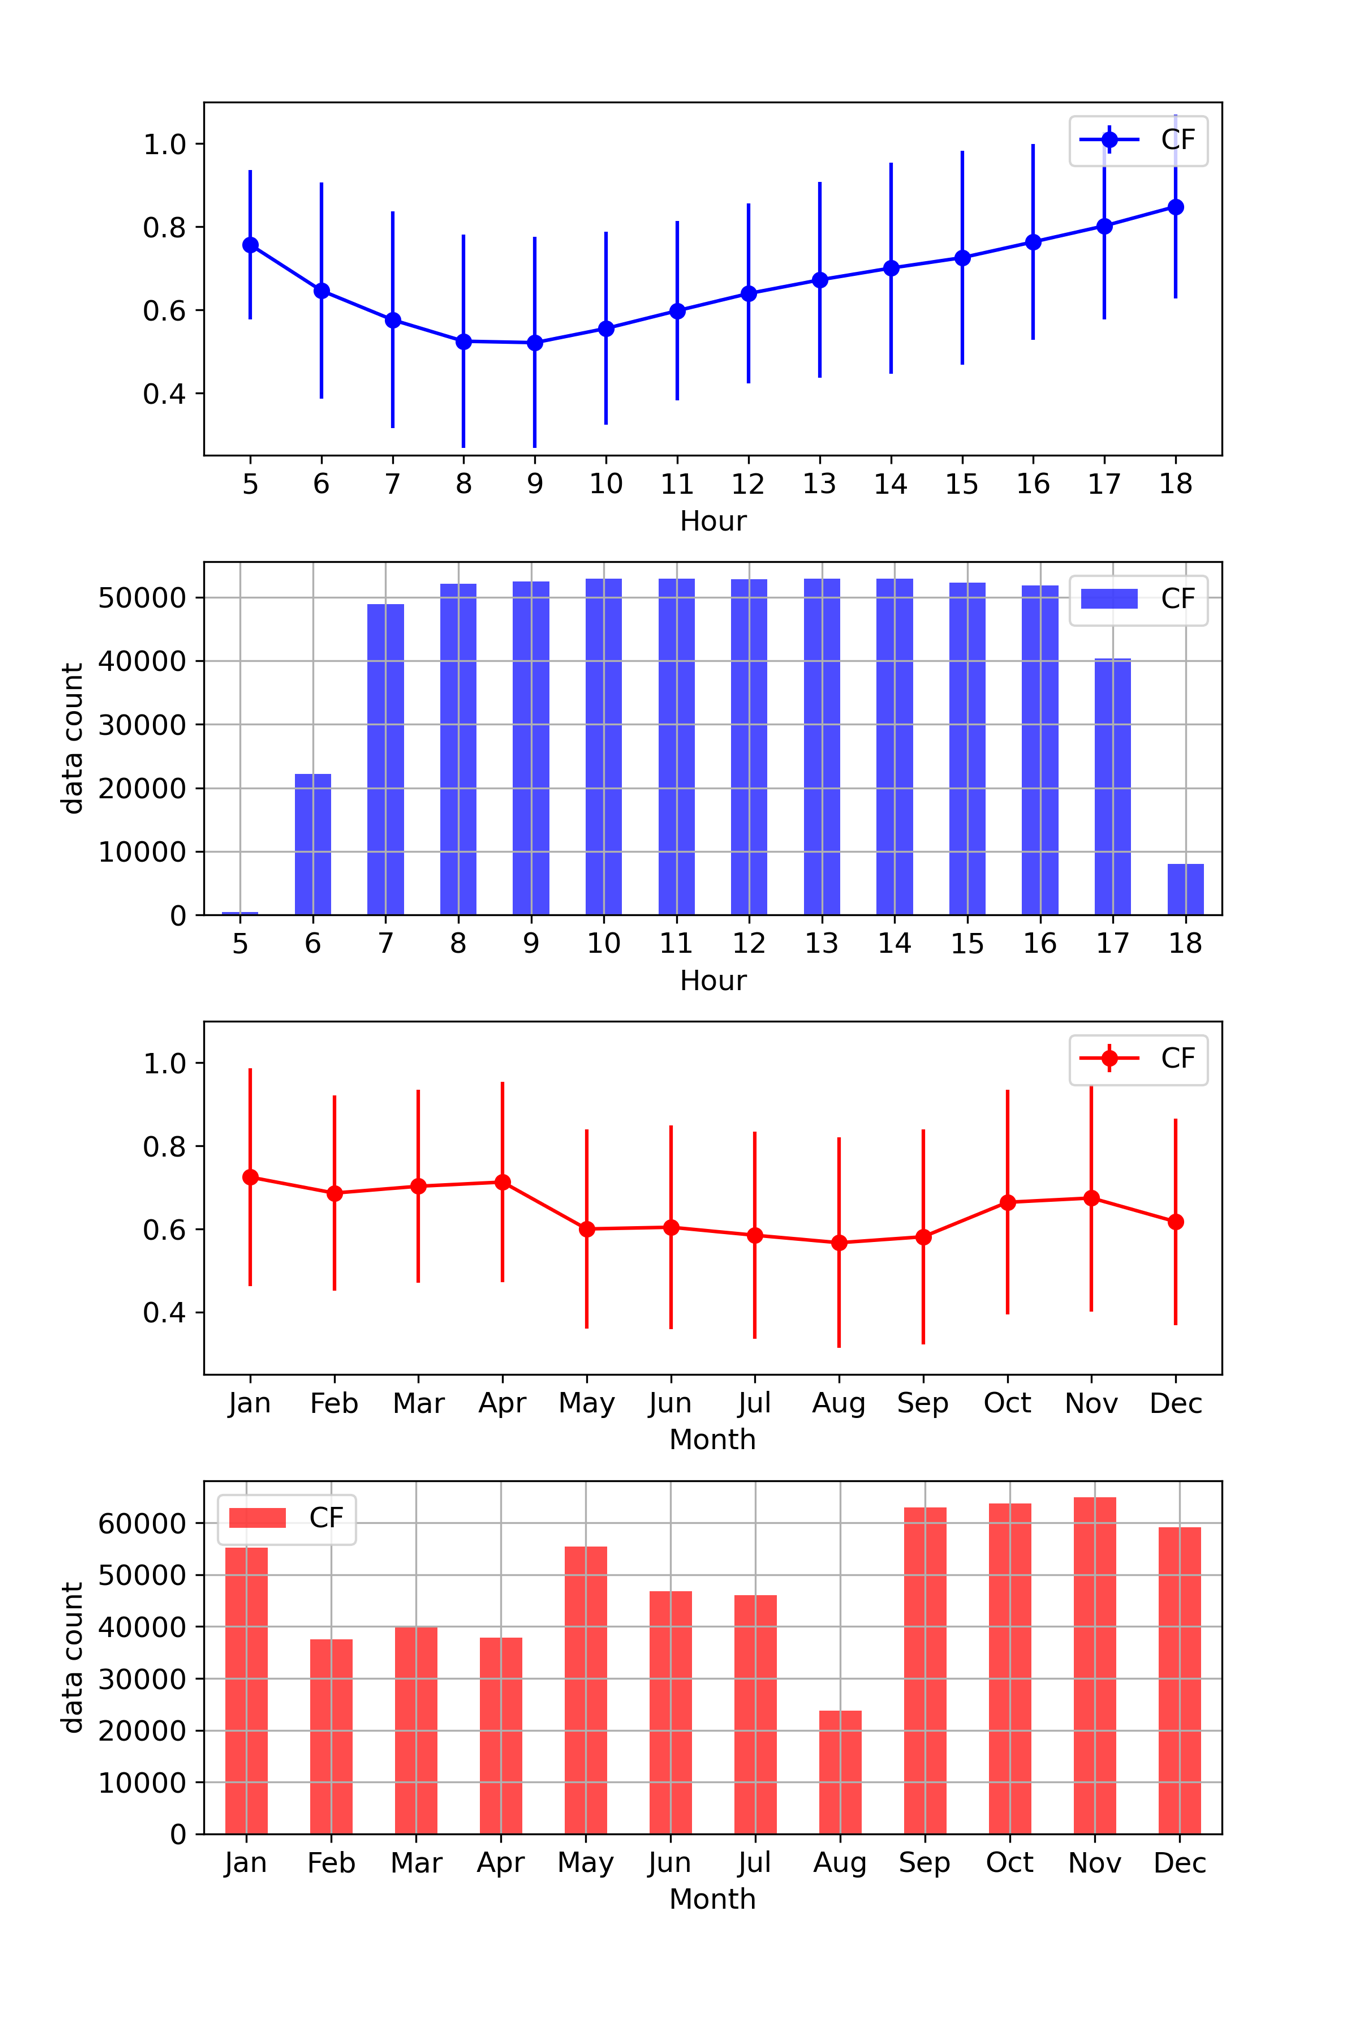 1.0
0.8
0.6
0.4
CF
5 6 7 8 9 10 11 12 13 14 15 16 17 18
Hour
50000
40000
30000
20000
10000
0
data count
CF
5 6 7 8 9 10 11 12 13 14 15 16 17 18
Hour
1.0
0.8
0.6
0.4
CF
Jan Feb Mar Apr May Jun Jul Aug Sep Oct Nov Dec
Month
60000
50000
40000
30000
20000
10000
0
data count
CF
Jan Feb Mar Apr May Jun Jul Aug Sep Oct Nov Dec
Month